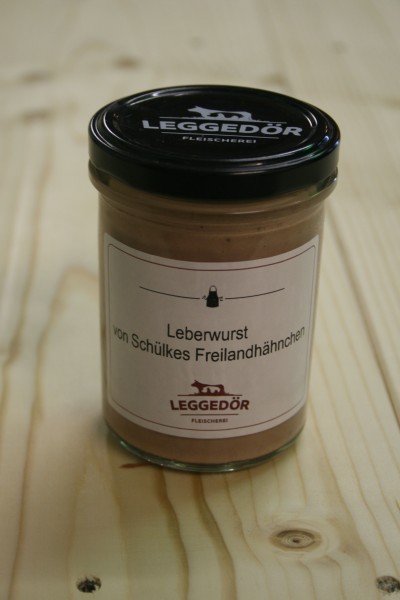 LEGGEDÖR
FLEISCHEREI
Leberwurst
von Schülkes Freilandhähnchen
LEGGEDÖR
FLEISCHEREI